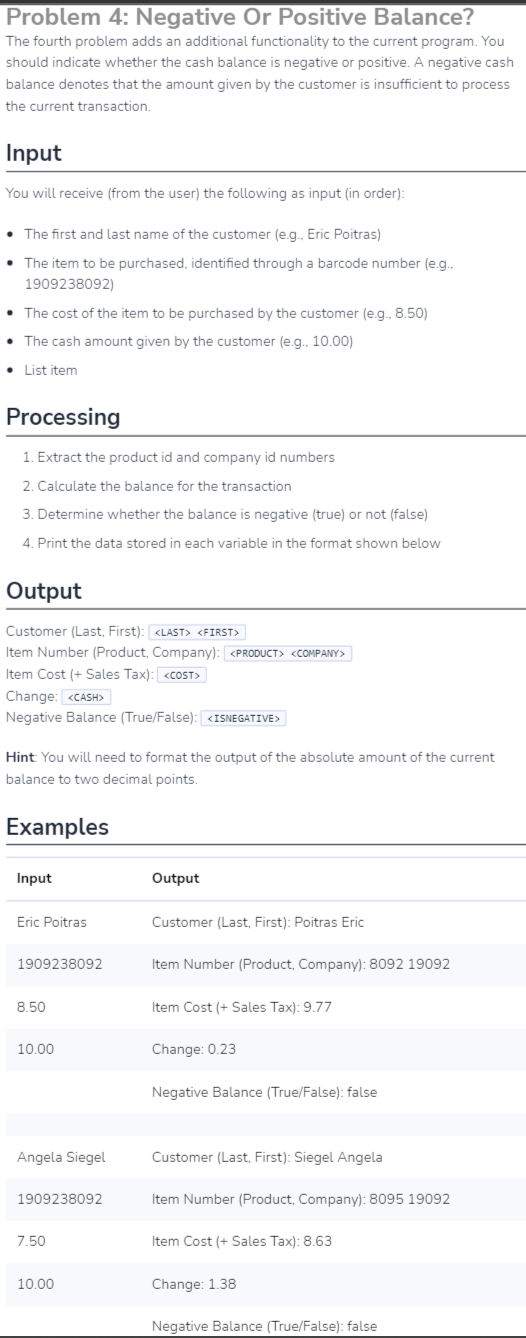 Problem 4: Negative Or Positive Balance?
The fourth problem adds an additional functionality to the current program. You
should indicate whether the cash balance is negative or positive. A negative cash
balance denotes that the amount given by the customer is insufficient to process
the current transaction.
Input
You will receive (from the user) the following as input (in order):
• The first and last name of the customer (e.g., Eric Poitras)
• The item to be purchased, identified through a barcode number (e.g.,
1909238092)
• The cost of the item to be purchased by the customer (e.g., 8.50)
• The cash amount given by the customer (e.g., 10.00)
• List item
Processing
1. Extract the product id and company id numbers
2. Calculate the balance for the transaction
3. Determine whether the balance is negative (true) or not (false)
4. Print the data stored in each variable in the format shown below
Output
Customer (Last, First): <LAST> <FIRST>
Item Number (Product, Company): <PRODUCT> <COMPANY>
Item Cost (+ Sales Tax): <COST>
Change: <CASH>
Negative Balance (True/False): <ISNEGATIVE>
Hint: You will need to format the output of the absolute amount of the current
balance to two decimal points.
Examples
Input Output
Eric Poitras Customer (Last, First): Poitras Eric
1909238092 Item Number (Product, Company): 8092 19092
8.50 Item Cost (+ Sales Tax): 9.77
10.00 Change: 0.23
Negative Balance (True/False): false
Angela Siegel Customer (Last, First): Siegel Angela
1909238092 Item Number (Product, Company): 8095 19092
7.50 Item Cost (+ Sales Tax): 8.63
10.00 Change: 1.38
Negative Balance (True/False): false